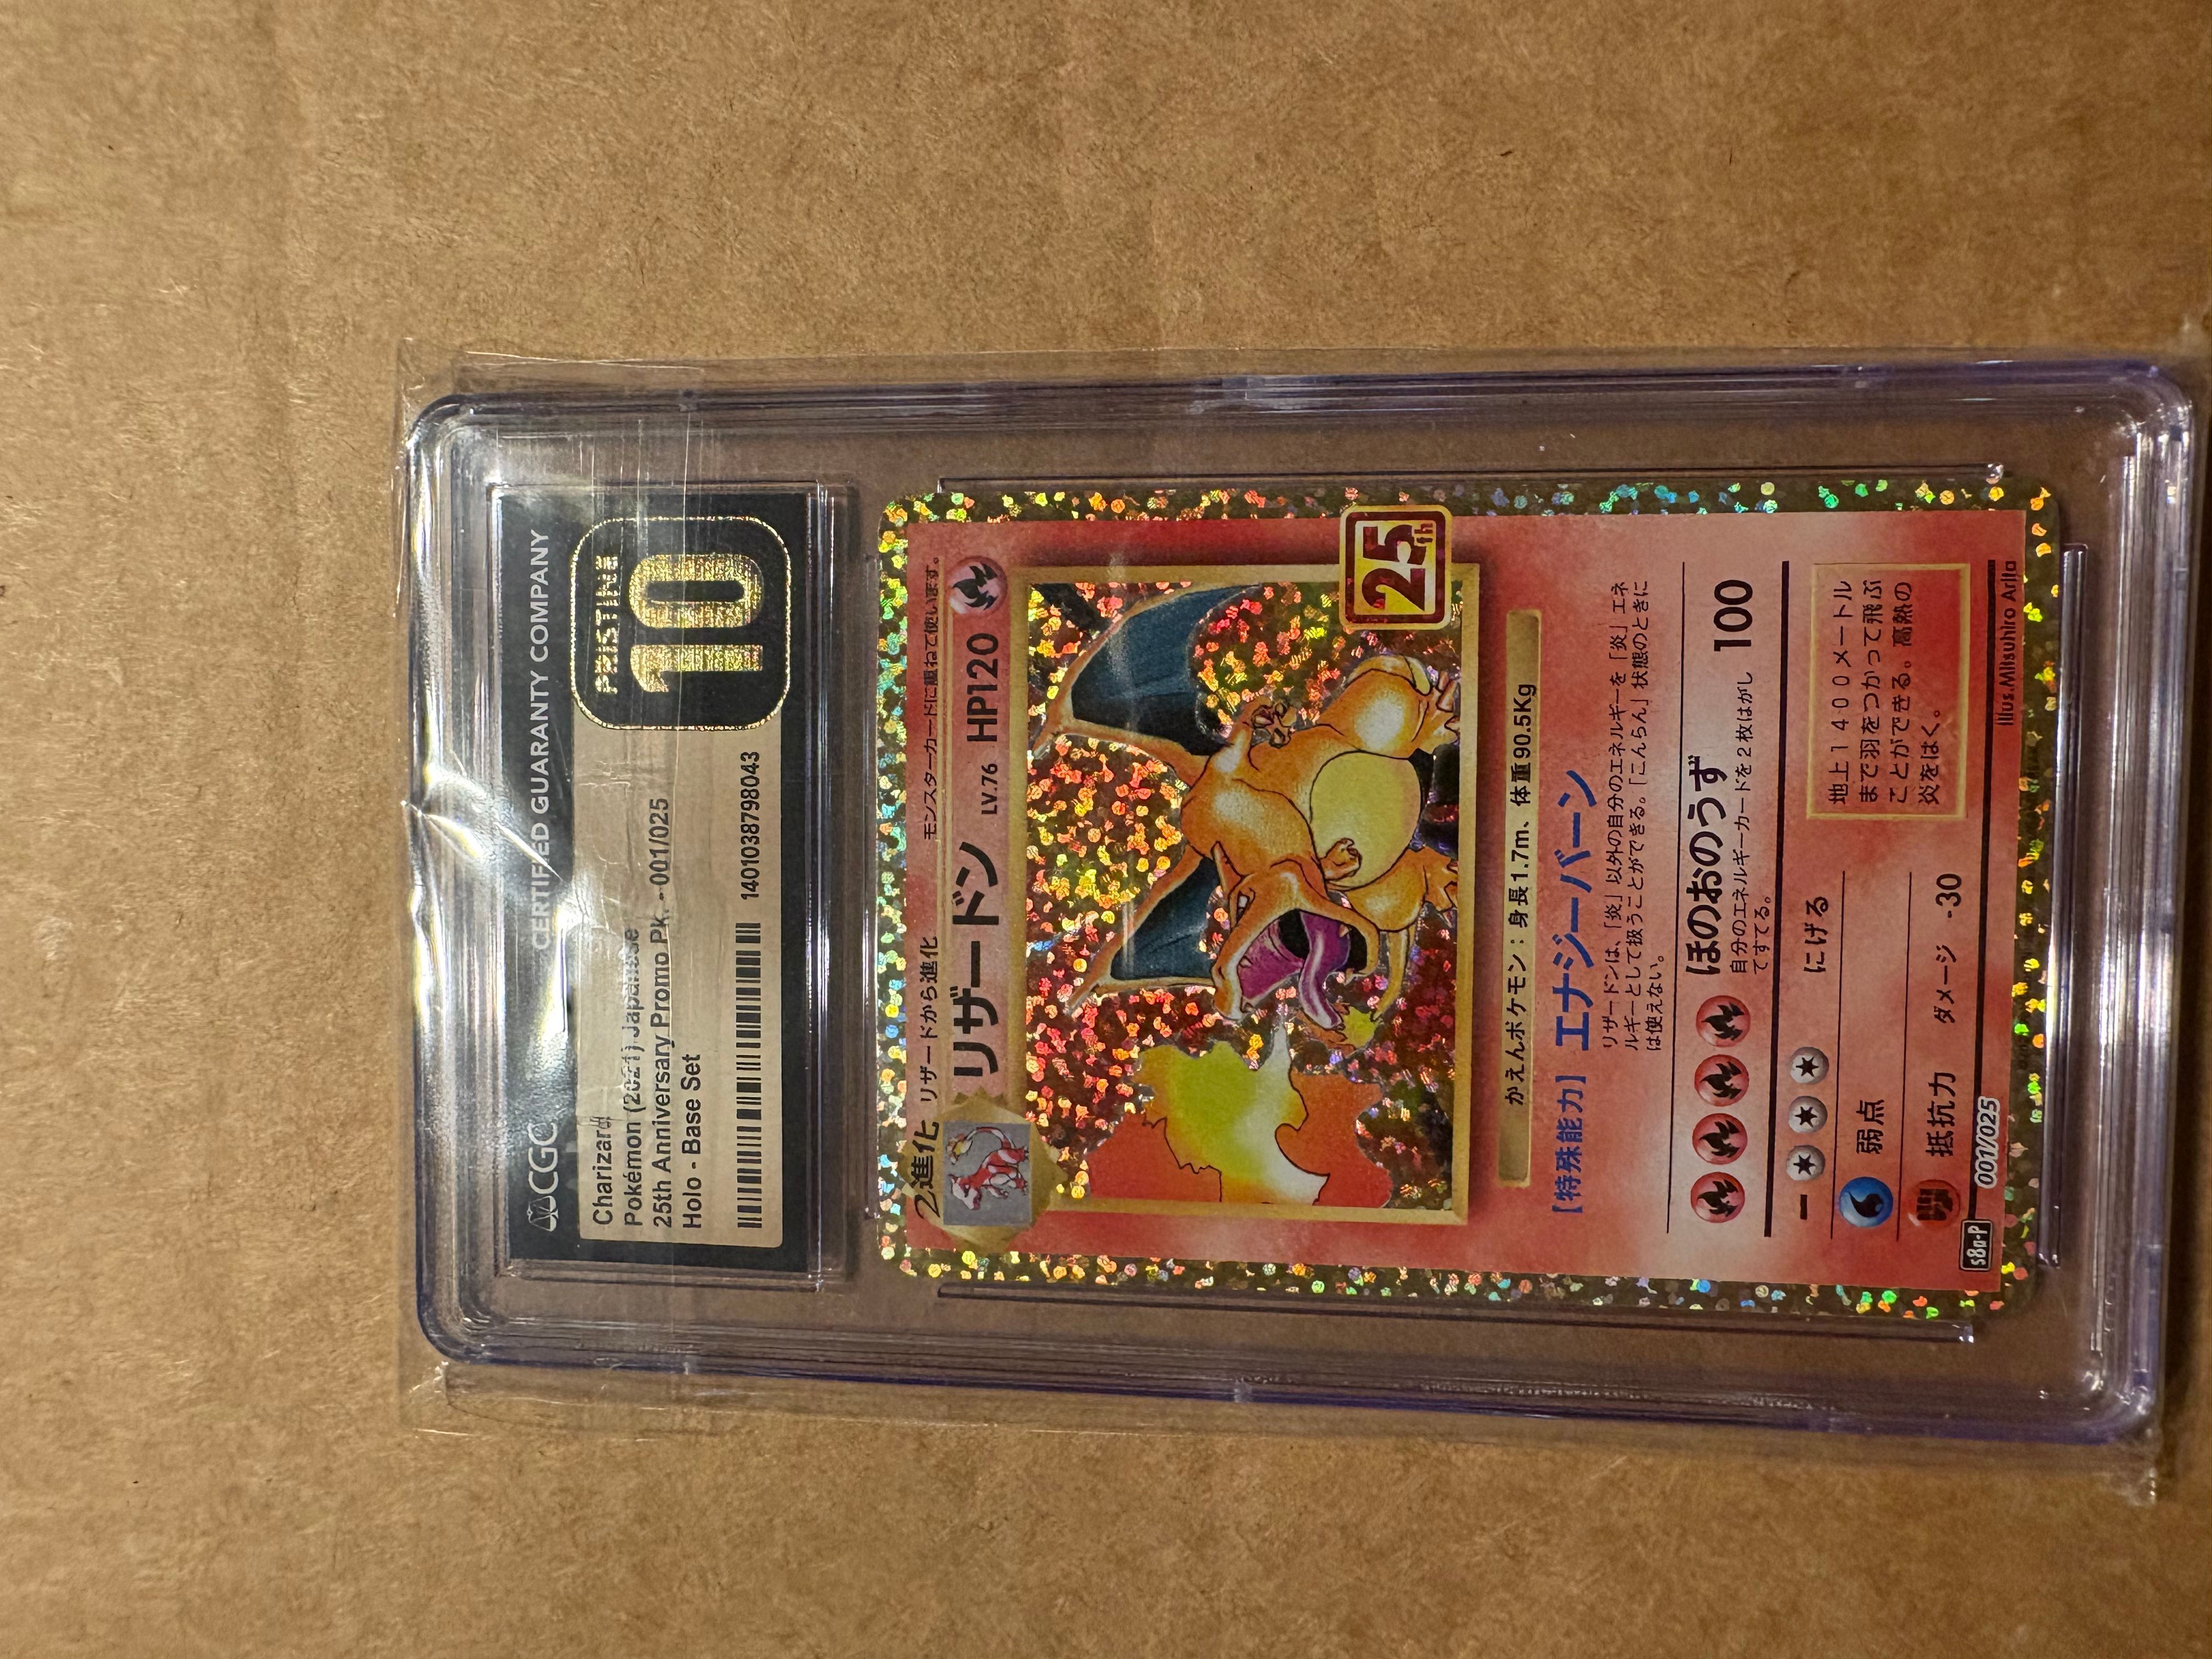 CGC
CERTIFIED GUARANTY COMPANY
Charizard
Pokémon (2021) Japanese
25th Anniversary Promo Pk. - 001/025
Holo - Base Set
PRISTINE
10
1401038798043
2進化 リザードから進化 モンスターカードに重ねて使います。
リザードン LV.76 HP120
25th
かえんポケモン：身長1.7m、体重90.5Kg
［特殊能力］エナジーバーン
リザードンは、「炎」以外の自分のエネルギーを「炎」エネ
ルギーとして扱うことができる。「こんらん」状態のときに
は使えない。
ほのおのうず 100
自分のエネルギーカードを２枚はがし
てすてる。
にげる
弱点
抵抗力 ダメージ -30
地上１４００メートル
まで羽をつかって飛ぶ
ことができる。高熱の
炎をはく。
s8a-P 001/025
Illus.Mitsuhiro Arita